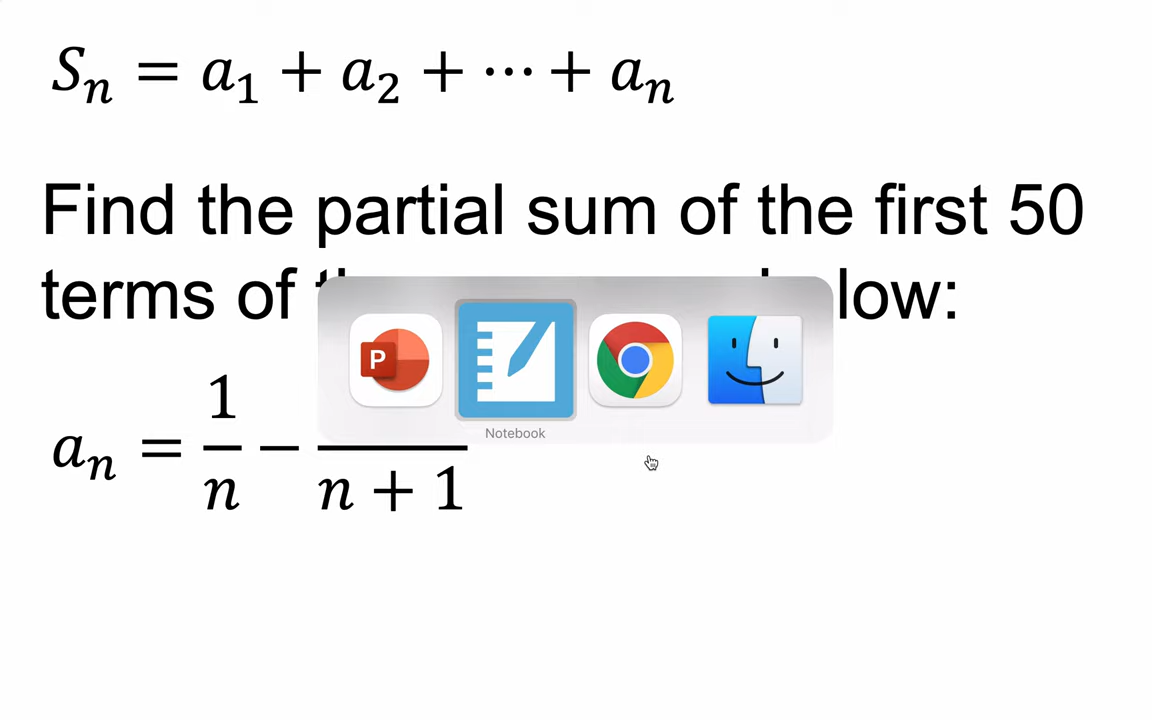 Sₙ = a₁ + a₂ + ⋯ + aₙ
Find the partial sum of the first 50
terms of low:
P
Notebook
aₙ = 1/n − /(n + 1)